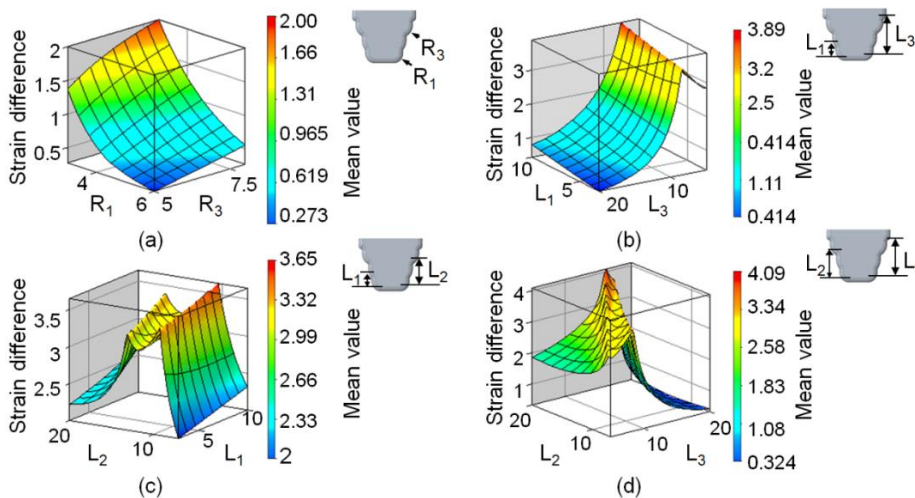 2.00
1.66
1.31
0.965
0.619
0.273
Mean value
Strain difference
2
1.5
1
0.5
4
R1
6
5
R3
7.5
R3
R1
(a)
3.89
3.2
2.5
0.414
1.11
0.414
Mean value
Strain difference
3
2
1
10
L1
5
20
L3
10
L1
L3
(b)
3.65
3.32
2.99
2.66
2.33
2
Mean value
Strain difference
3.5
3
2.5
20
L2
10
5
L1
10
L1
L2
(c)
4.09
3.34
2.58
1.83
1.08
0.324
Mean value
Strain difference
4
3
2
1
20
L2
10
10
L3
20
L2
L
(d)